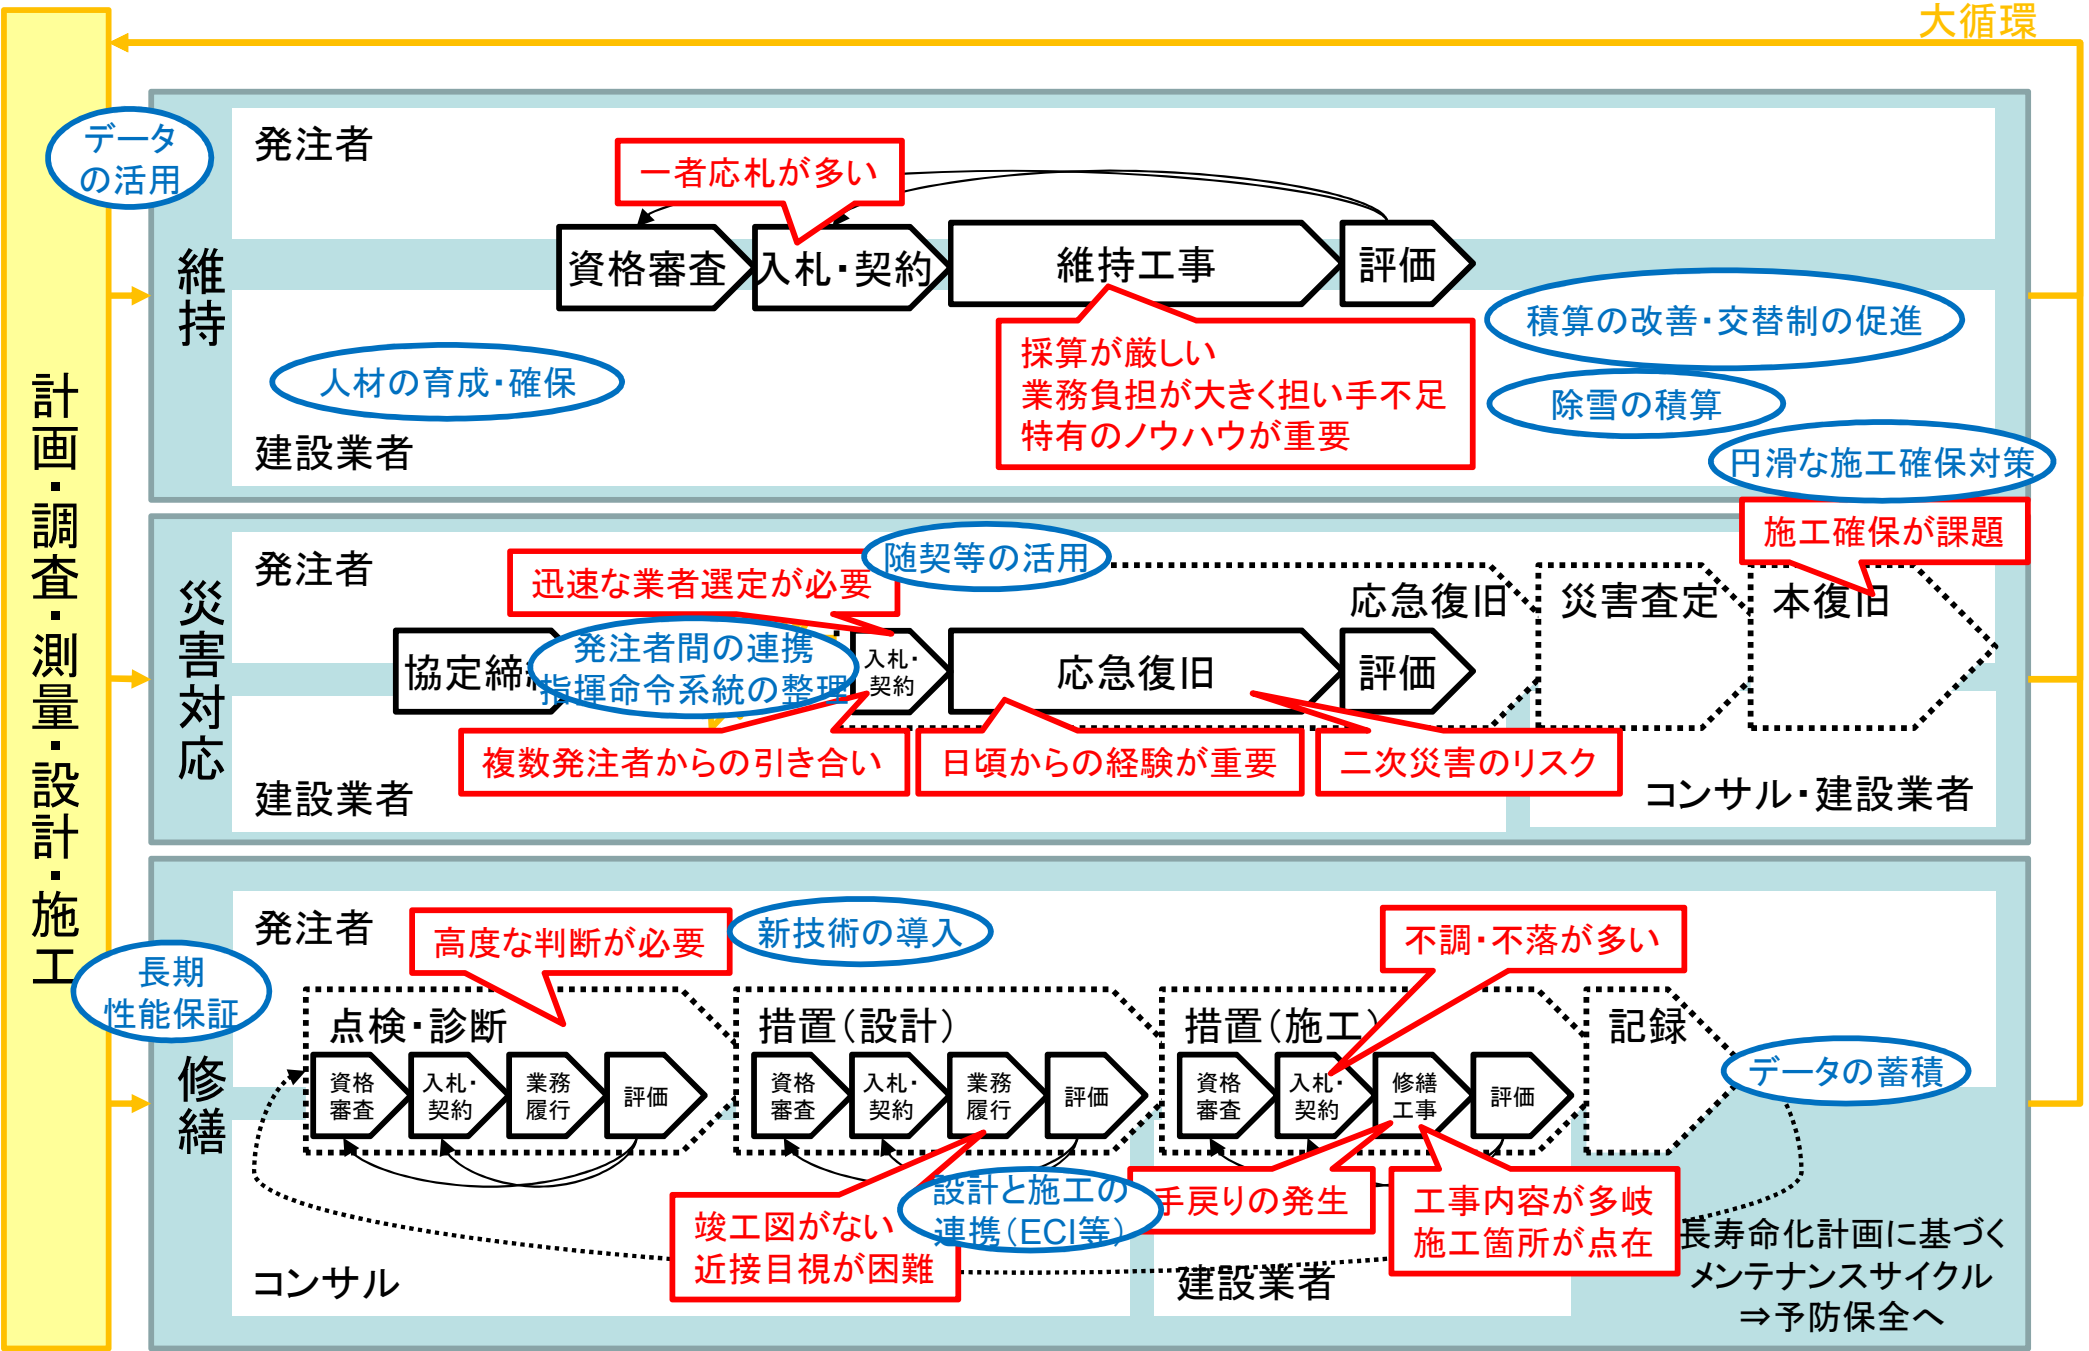 大循環
計画・調査・測量・設計・施工
データ
の活用
維持
発注者
一者応札が多い
資格審査
入札・契約
維持工事
評価
採算が厳しい
業務負担が大きく担い手不足
特有のノウハウが重要
積算の改善・交替制の促進
除雪の積算
人材の育成・確保
建設業者
円滑な施工確保対策
施工確保が課題
災害対応
発注者
迅速な業者選定が必要
随契等の活用
応急復旧
災害査定
本復旧
協定締
発注者間の連携
指揮命令系統の整理
入札・
契約
応急復旧
評価
複数発注者からの引き合い
日頃からの経験が重要
二次災害のリスク
建設業者
コンサル・建設業者
長期
性能保証
修繕
発注者
高度な判断が必要
新技術の導入
不調・不落が多い
点検・診断
資格
審査
入札・
契約
業務
履行
評価
措置(設計)
資格
審査
入札・
契約
業務
履行
評価
措置(施工)
資格
審査
入札・
契約
修繕
工事
評価
記録
データの蓄積
竣工図がない
近接目視が困難
設計と施工の
連携(ECI等)
手戻りの発生
工事内容が多岐
施工箇所が点在
コンサル
建設業者
長寿命化計画に基づく
メンテナンスサイクル
⇒予防保全へ